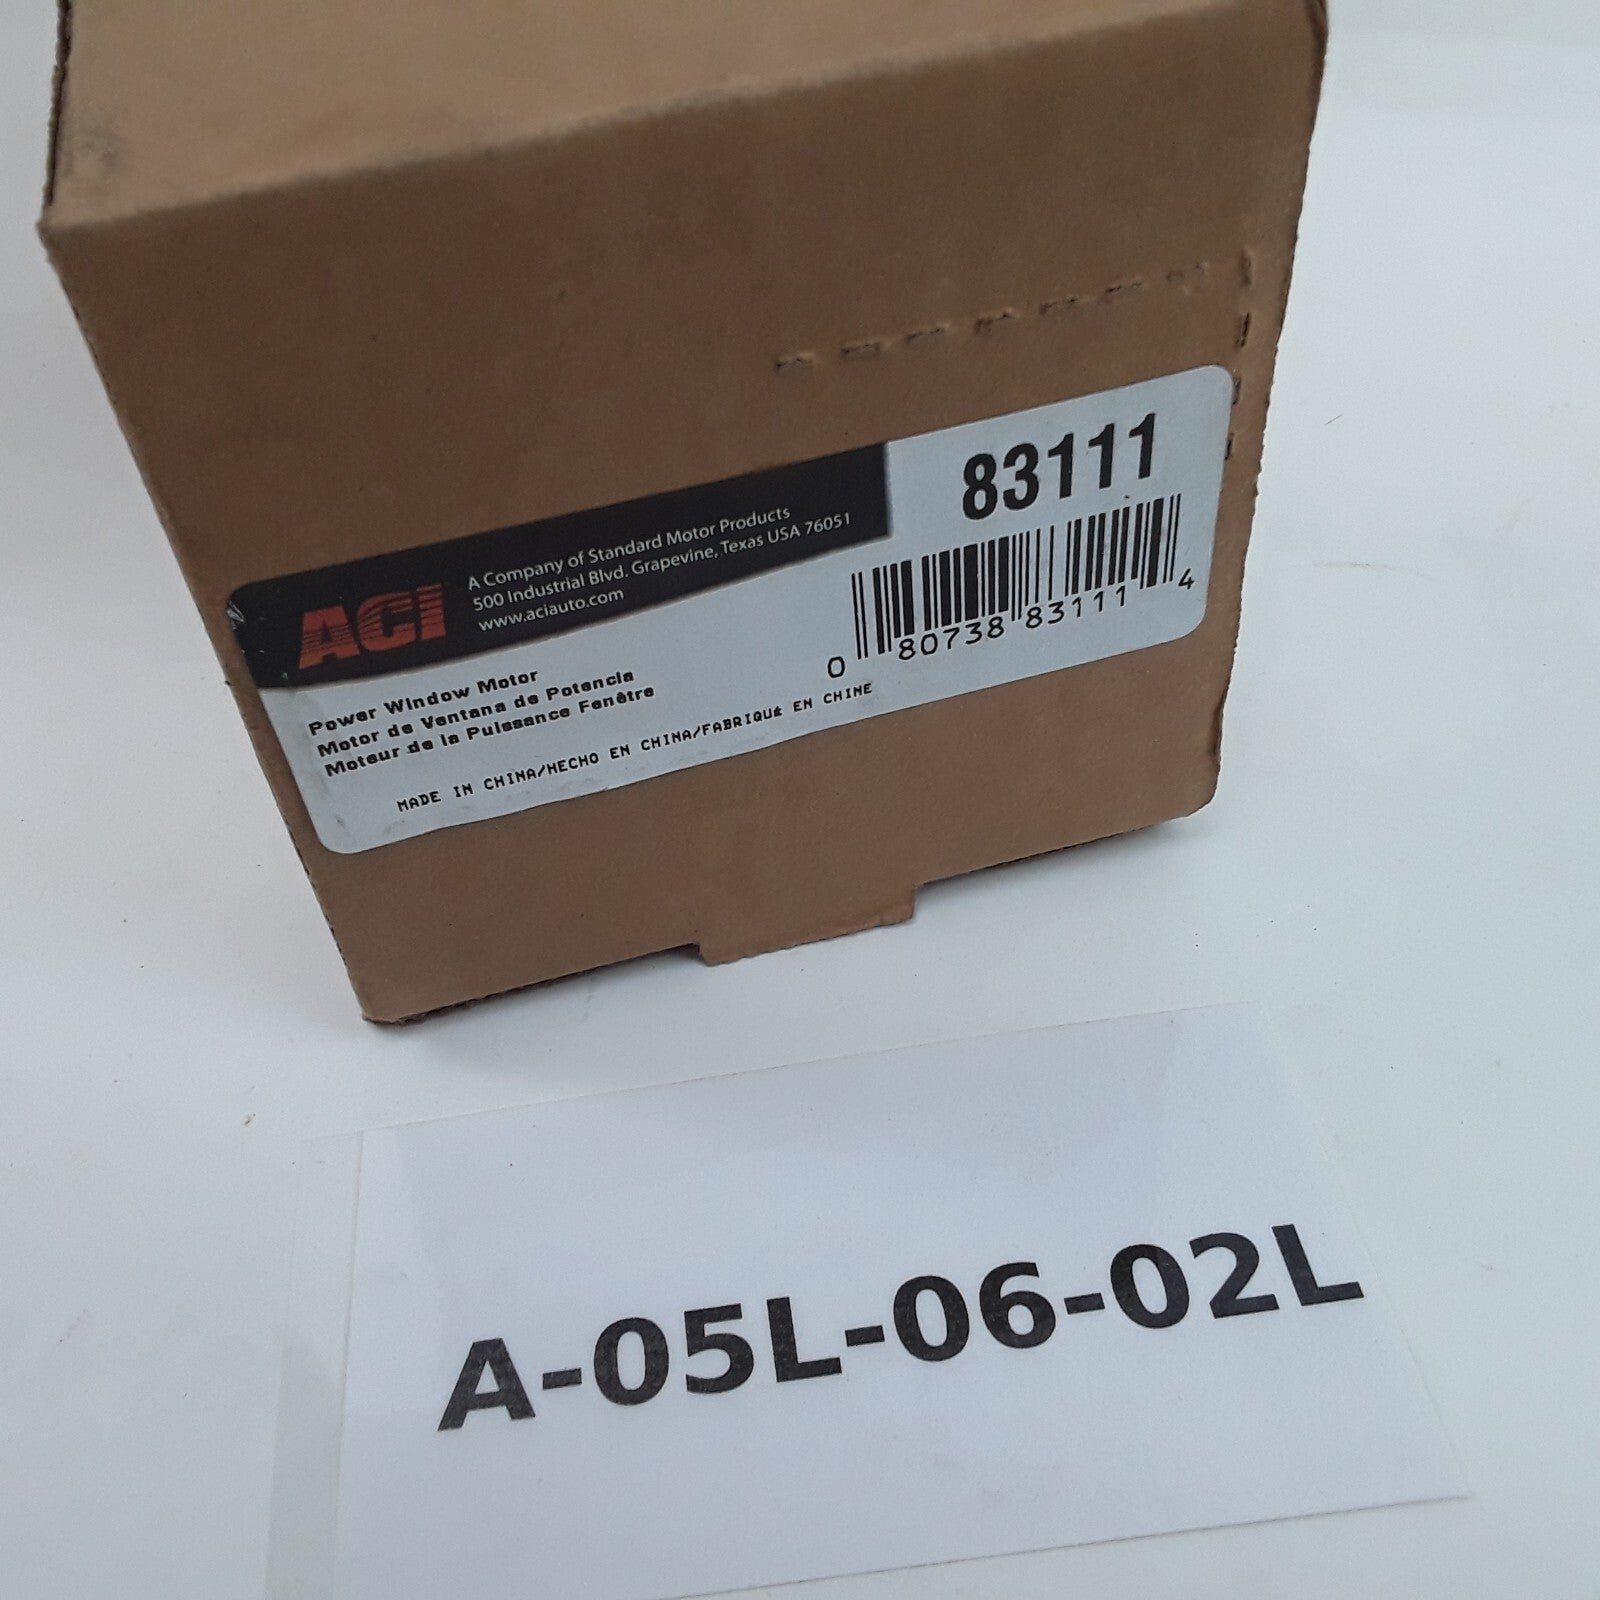 83111
ACI
A Company of Standard Motor Products
500 Industrial Blvd. Grapevine, Texas USA 76051
www.aciauto.com
0 80738 83111 4
Power Window Motor
Motor de Ventana de Potencia
Moteur de la Puissance Fenêtre
MADE IN CHINA/HECHO EN CHINA/FABRIQUÉ EN CHINE
A-05L-06-02L